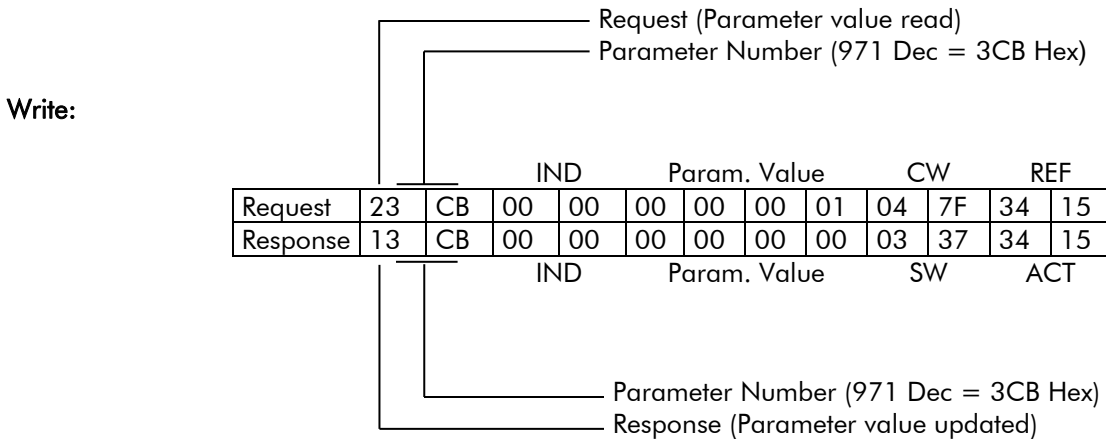 Request (Parameter value read)
Parameter Number (971 Dec = 3CB Hex)
Write:
IND Param. Value CW REF
Request 23 CB 00 00 00 00 00 01 04 7F 34 15
Response 13 CB 00 00 00 00 00 00 03 37 34 15
IND Param. Value SW ACT
Parameter Number (971 Dec = 3CB Hex)
Response (Parameter value updated)